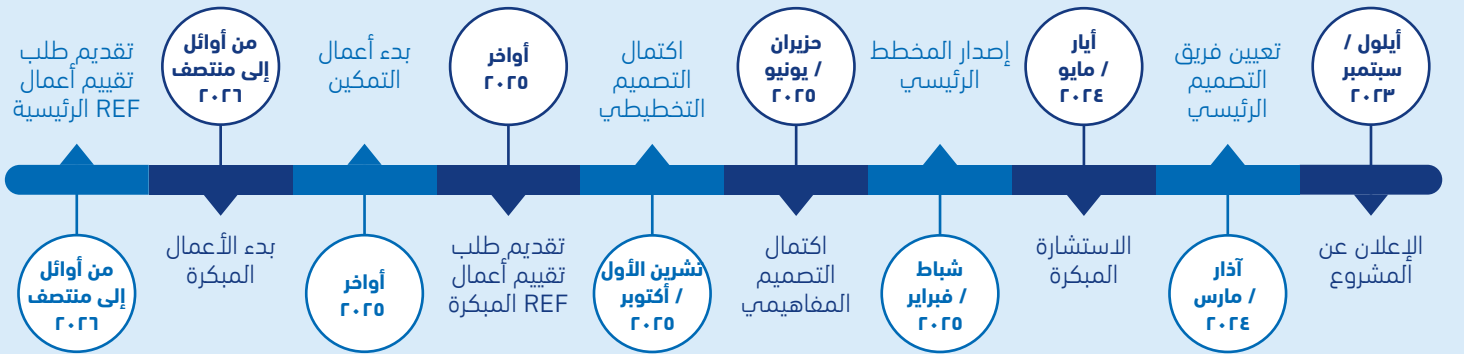 أيلول /
سبتمبر
٢٠٢٣
الإعلان عن
المشروع
تعيين فريق
التصميم
الرئيسي
آذار
/ مارس
٢٠٢٤
أيار
/ مايو
٢٠٢٤
الاستشارة
المبكرة
إصدار المخطط
الرئيسي
شباط
/ فبراير
٢٠٢٥
حزيران
/ يونيو
٢٠٢٥
اكتمال
التصميم
المفاهيمي
اكتمال
التصميم
التخطيطي
تشرين الأول
/ أكتوبر
٢٠٢٥
أواخر
٢٠٢٥
تقديم طلب
تقييم أعمال
REF المبكرة
بدء أعمال
التمكين
أواخر
٢٠٢٥
من أوائل
إلى منتصف
٢٠٢٦
بدء الأعمال
المبكرة
تقديم طلب
تقييم أعمال
REF الرئيسية
من أوائل
إلى منتصف
٢٠٢٦